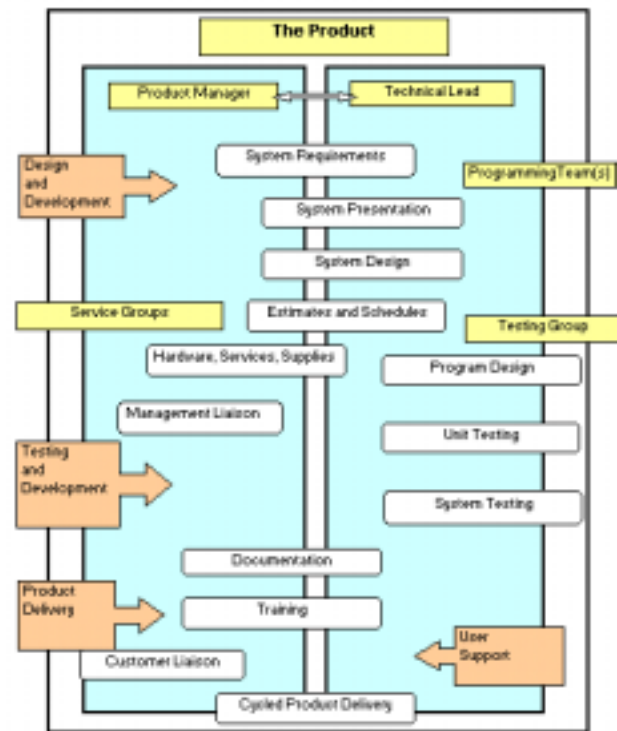 The Product
Product Manager
Technical Lead
System Requirements
Design
and
Development
ProgrammingTeam(s)
System Presentation
System Design
Service Groups
Estimates and Schedules
Testing Group
Hardware, Services, Supplies
Program Design
Management Liaison
Unit Testing
Testing
and
Development
System Testing
Documentation
Product
Delivery
Training
User
Support
Customer Liaison
Cycled Product Delivery